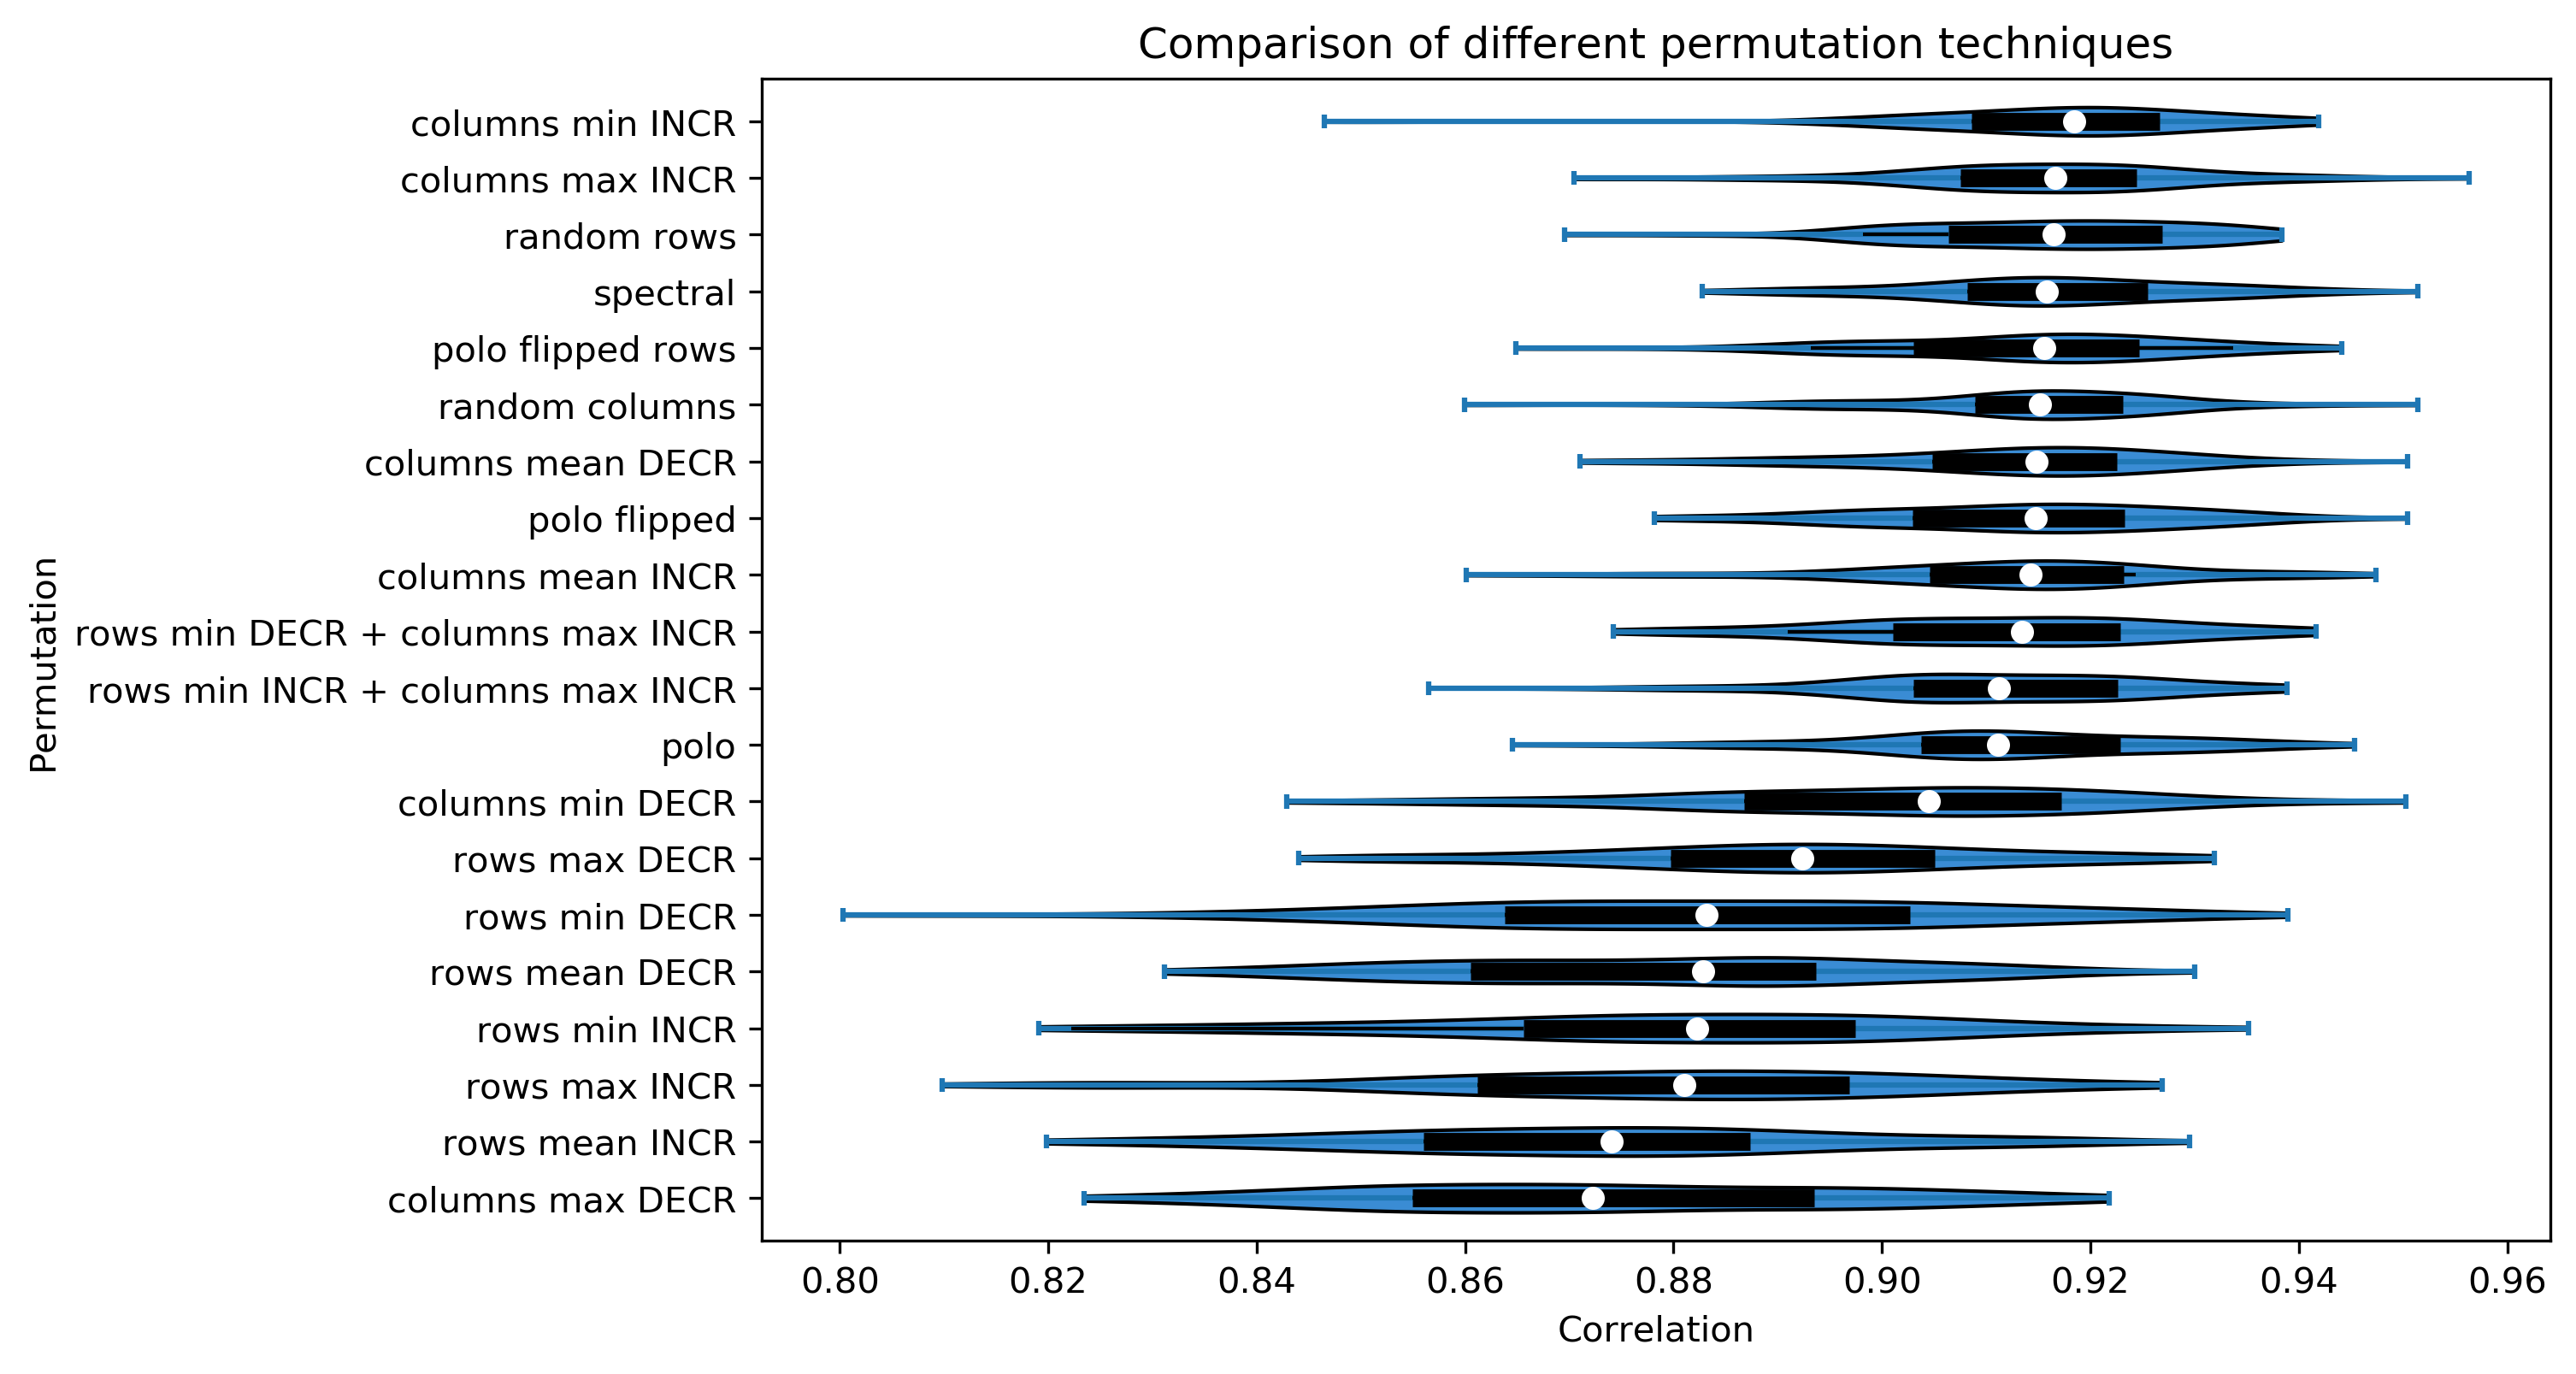 Comparison of different permutation techniques
Permutation
columns min INCR
columns max INCR
random rows
spectral
polo flipped rows
random columns
columns mean DECR
polo flipped
columns mean INCR
rows min DECR + columns max INCR
rows min INCR + columns max INCR
polo
columns min DECR
rows max DECR
rows min DECR
rows mean DECR
rows min INCR
rows max INCR
rows mean INCR
columns max DECR
0.80 0.82 0.84 0.86 0.88 0.90 0.92 0.94 0.96
Correlation